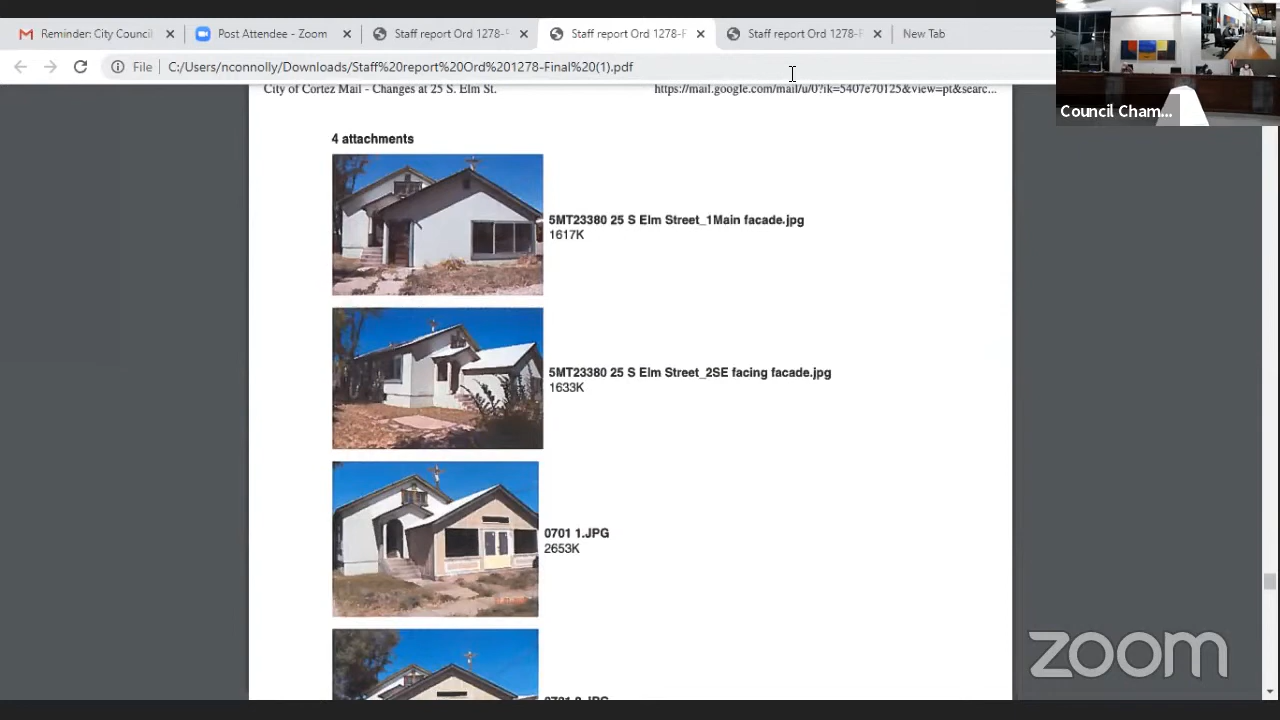 Reminder: City Council
Post Attendee - Zoom
Staff report Ord 1278-F
Staff report Ord 1278-F
Staff report Ord 1278-F
New Tab
File
C:/Users/nconnolly/Downloads/Staff%20report%20Ord%201278-Final%20(1).pdf
Council Cham...
City of Cortez Mail - Changes at 25 S. Elm St.
https://mail.google.com/mail/u/0?ik=5407e70125&view=pt&searc...
4 attachments
5MT23380 25 S Elm Street_1Main facade.jpg
1617K
5MT23380 25 S Elm Street_2SE facing facade.jpg
1633K
0701 1.JPG
2653K
zoom